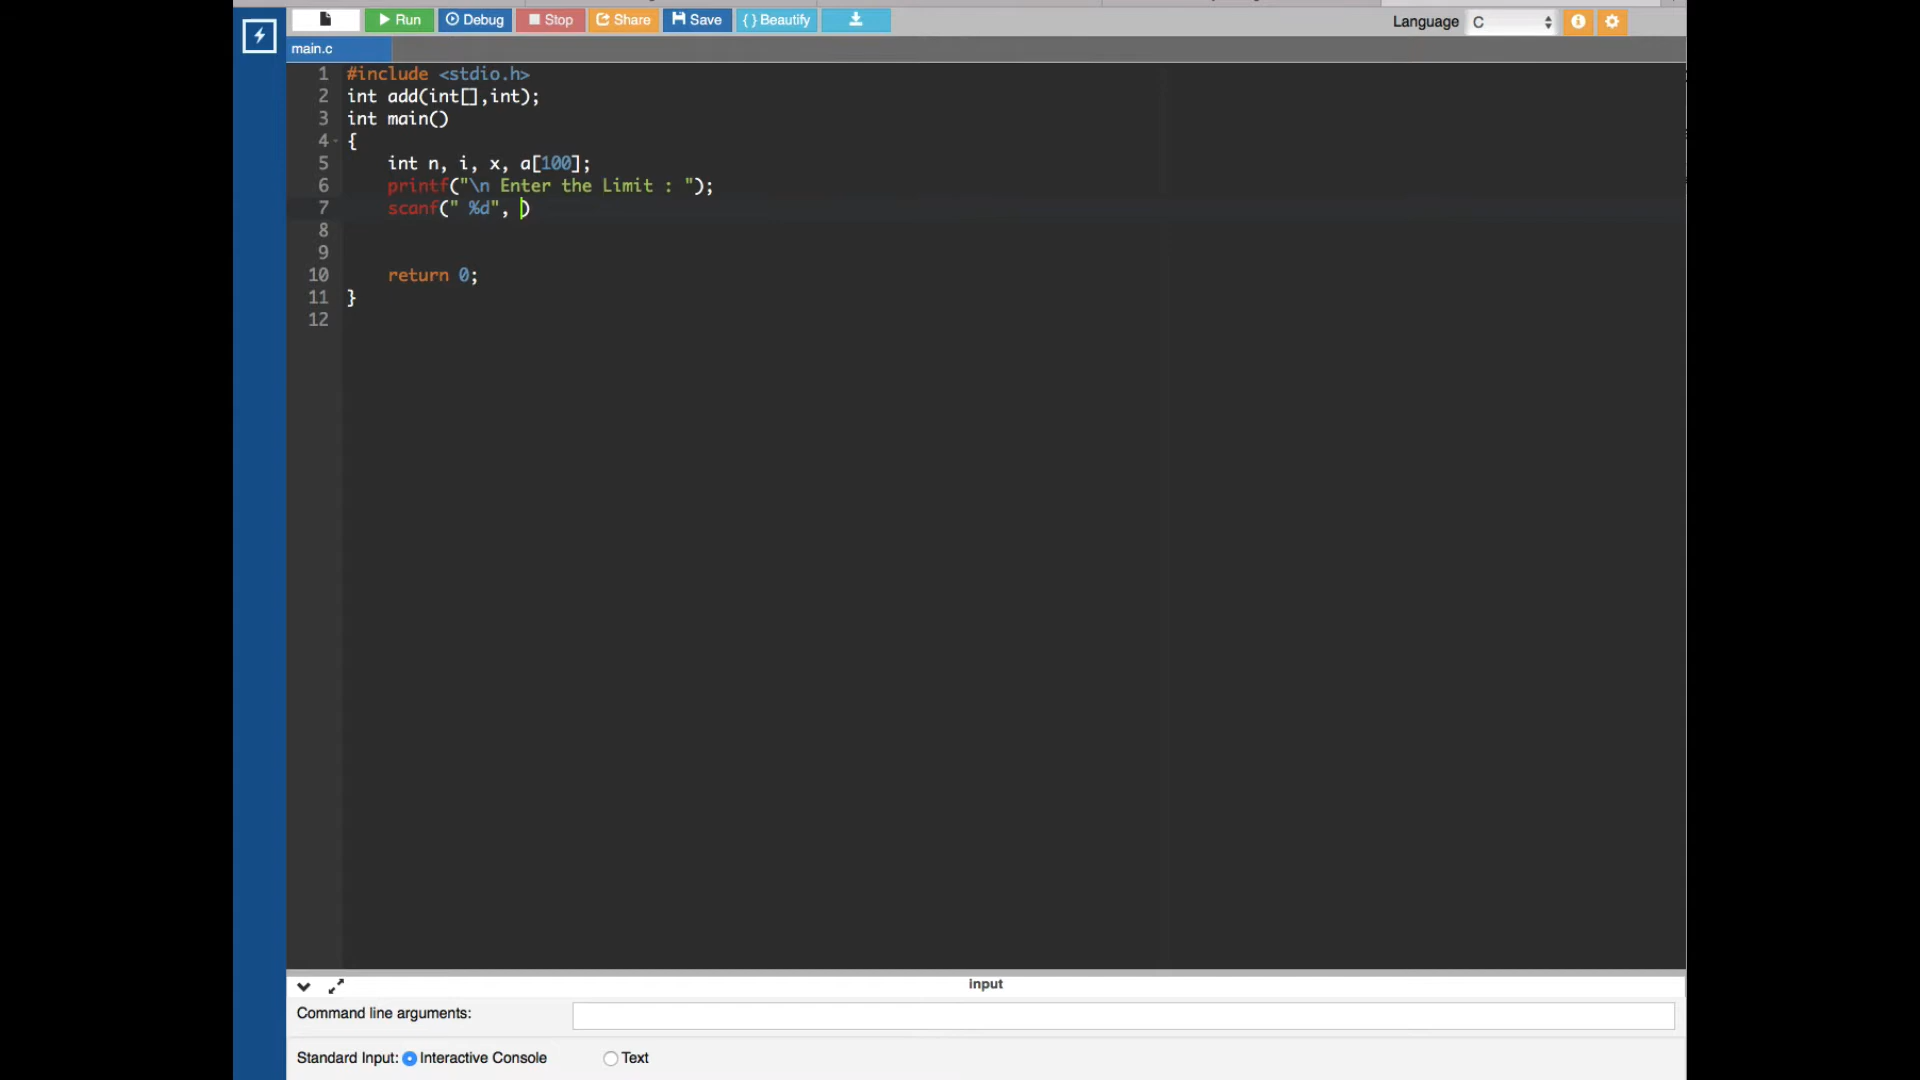 Run Debug Stop Share Save { } Beautify Language C
main.c
1 #include <stdio.h>
2 int add(int[],int);
3 int main()
4 {
5 int n, i, x, a[100];
6 printf("\n Enter the Limit : ");
7 scanf(" %d", )
8
9
10 return 0;
11 }
12
input
Command line arguments:
Standard Input: Interactive Console Text